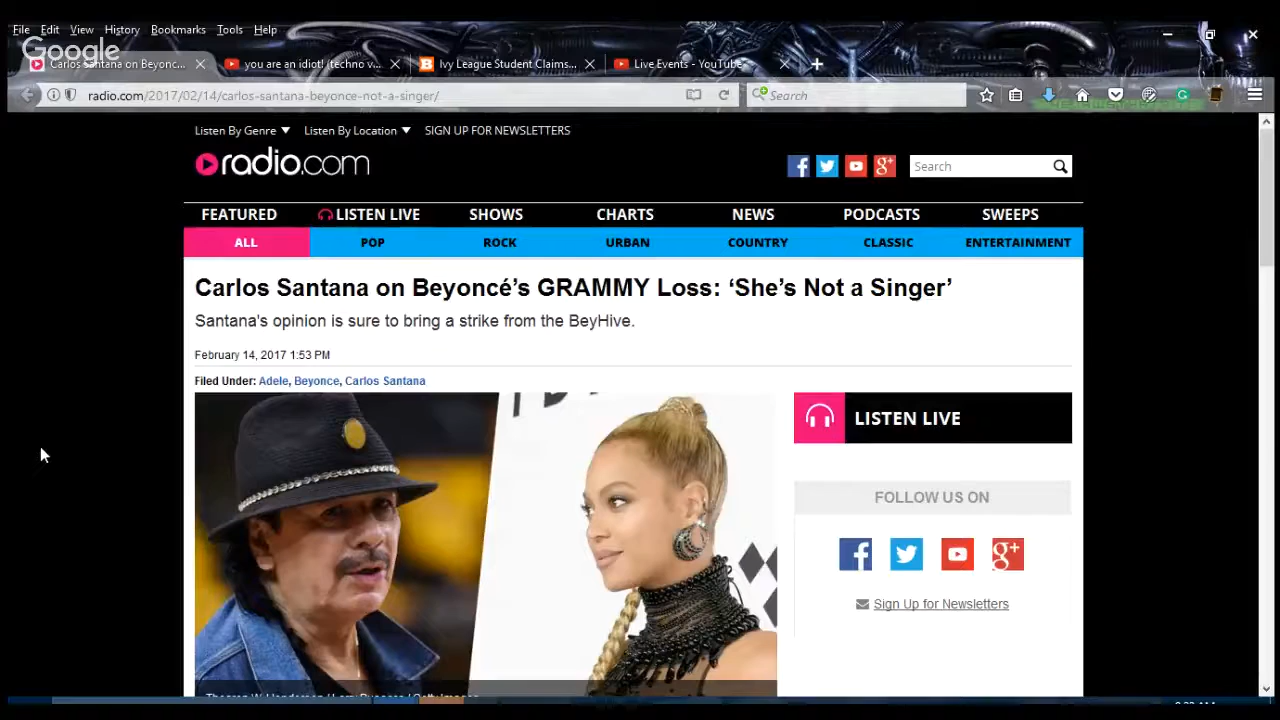 File Edit View History Bookmarks Tools Help
Google
Carlos Santana on Beyonc... you are an idiot! (techno v... Ivy League Student Claims... Live Events - YouTube
radio.com/2017/02/14/carlos-santana-beyonce-not-a-singer/ Search
Listen By Genre Listen By Location SIGN UP FOR NEWSLETTERS
radio.com
Search
FEATURED LISTEN LIVE SHOWS CHARTS NEWS PODCASTS SWEEPS
ALL POP ROCK URBAN COUNTRY CLASSIC ENTERTAINMENT
Carlos Santana on Beyoncé’s GRAMMY Loss: ‘She’s Not a Singer’
Santana's opinion is sure to bring a strike from the BeyHive.
February 14, 2017 1:53 PM
Filed Under: Adele, Beyonce, Carlos Santana
LISTEN LIVE
FOLLOW US ON
Sign Up for Newsletters